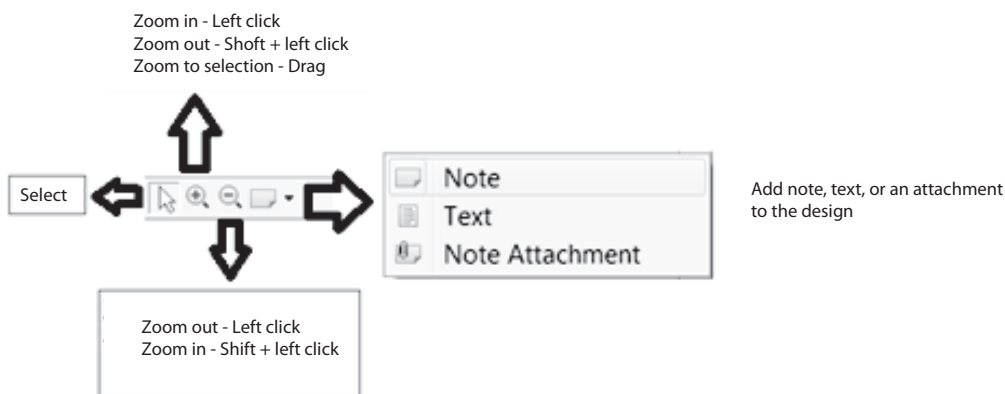 Zoom in - Left click
Zoom out - Shoft + left click
Zoom to selection - Drag
Select
Note
Text
Note Attachment
Add note, text, or an attachment
to the design
Zoom out - Left click
Zoom in - Shift + left click